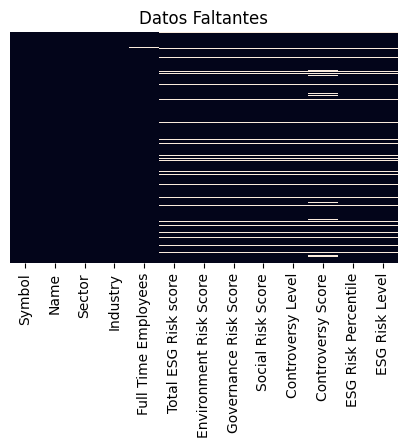 Datos Faltantes
Symbol
Name
Sector
Industry
Full Time Employees
Total ESG Risk score
Environment Risk Score
Governance Risk Score
Social Risk Score
Controversy Level
Controversy Score
ESG Risk Percentile
ESG Risk Level